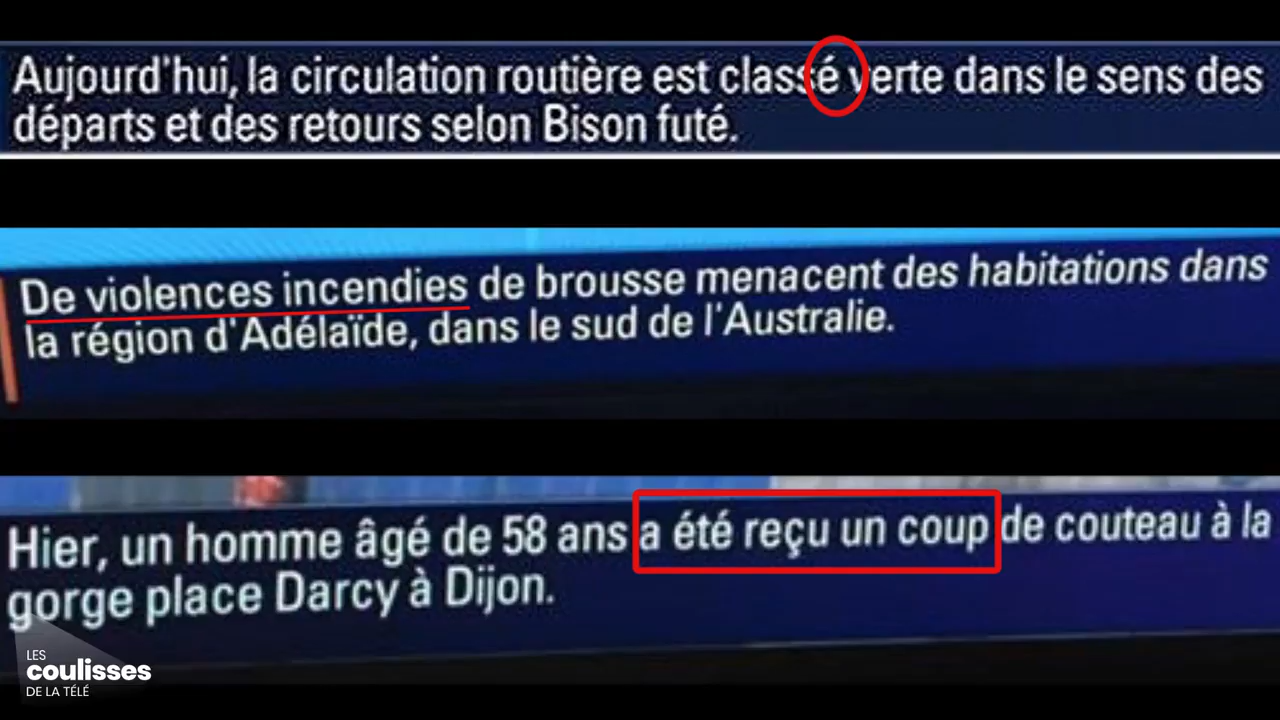 Aujourd'hui, la circulation routière est classé verte dans le sens des
départs et des retours selon Bison futé.
De violences incendies de brousse menacent des habitations dans
la région d'Adélaïde, dans le sud de l'Australie.
Hier, un homme âgé de 58 ans a été reçu un coup de couteau à la
gorge place Darcy à Dijon.
LES
coulisses
DE LA TÉLÉ